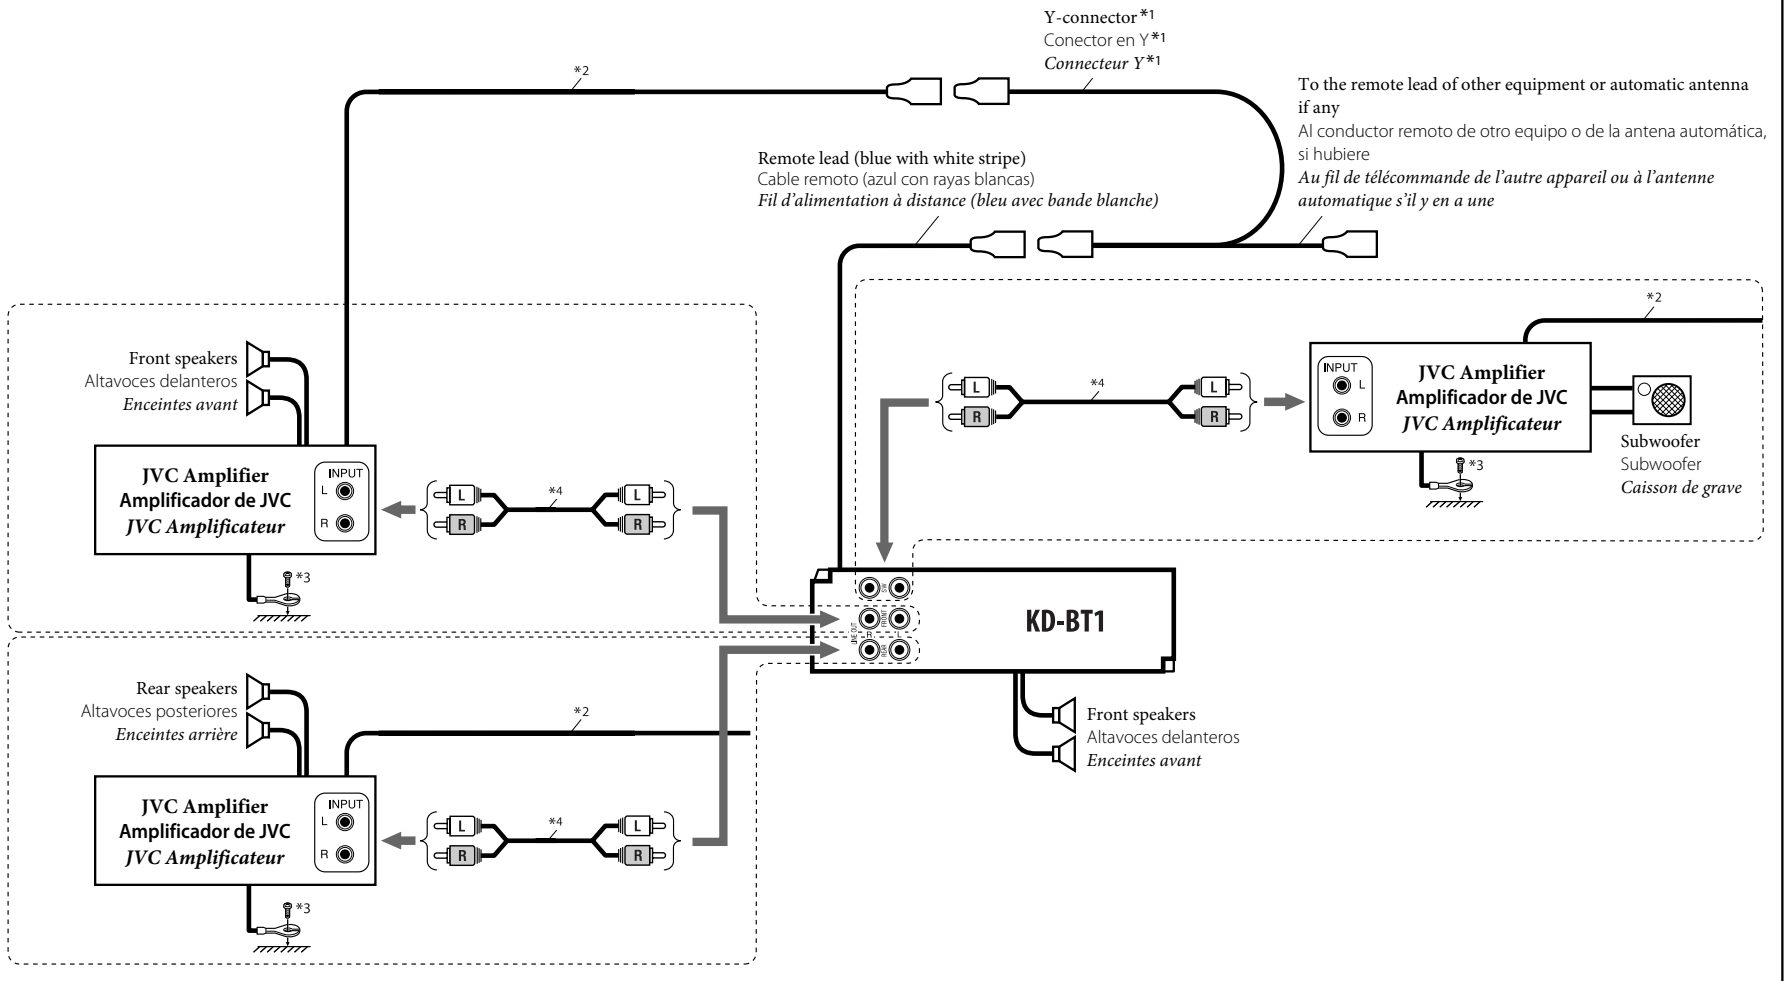 Y-connector*1
Conector en Y*1
Connecteur Y*1
*2
To the remote lead of other equipment or automatic antenna
if any
Al conductor remoto de otro equipo o de la antena automática,
si hubiere
Au fil de télécommande de l'autre appareil ou à l'antenne
automatique s'il y en a une
Remote lead (blue with white stripe)
Cable remoto (azul con rayas blancas)
Fil d'alimentation à distance (bleu avec bande blanche)
*2
Front speakers
Altavoces delanteros
Enceintes avant
L
R
*4
L
R
INPUT
L
R
JVC Amplifier
Amplificador de JVC
JVC Amplificateur
Subwoofer
Subwoofer
Caisson de grave
*3
JVC Amplifier
Amplificador de JVC
JVC Amplificateur
INPUT
L
R
L
R
*4
L
R
*3
SW
FRONT
LINE OUT
R
L
REAR
KD-BT1
Rear speakers
Altavoces posteriores
Enceintes arrière
*2
Front speakers
Altavoces delanteros
Enceintes avant
JVC Amplifier
Amplificador de JVC
JVC Amplificateur
INPUT
L
R
L
R
*4
L
R
*3